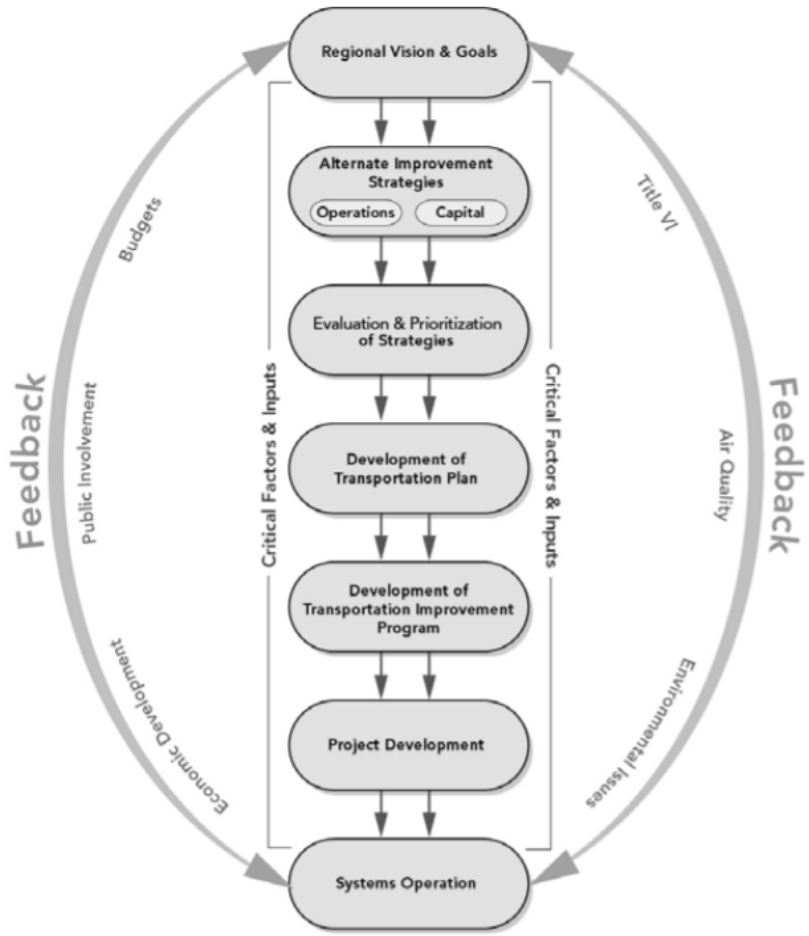 Regional Vision & Goals
Alternate Improvement
Strategies
Operations
Capital
Evaluation & Prioritization
of Strategies
Development of
Transportation Plan
Development of
Transportation Improvement
Program
Project Development
Systems Operation
Critical Factors & Inputs
Critical Factors & Inputs
Budgets
Public Involvement
Economic Development
Feedback
Title VI
Air Quality
Environmental Issues
Feedback